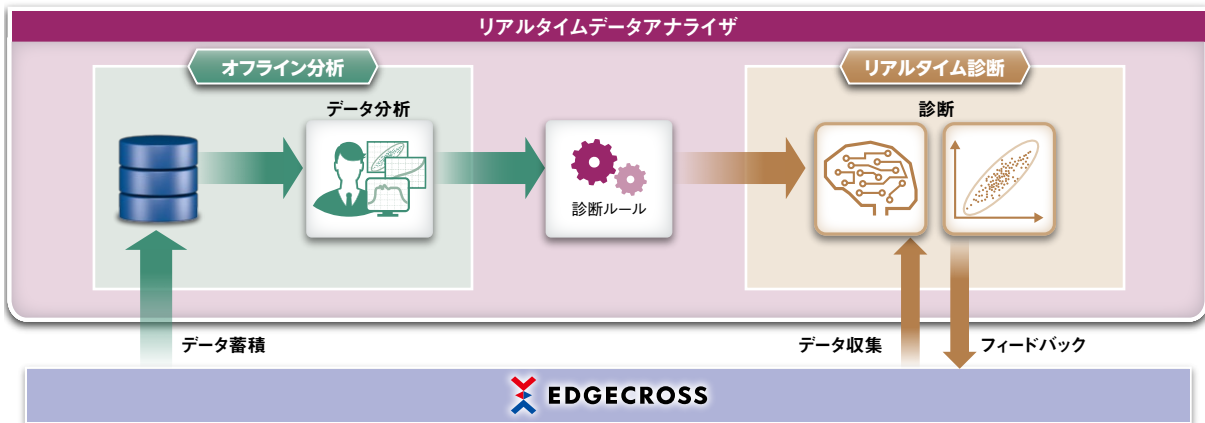 リアルタイムデータアナライザ
オフライン分析
リアルタイム診断
データ分析
診断
診断ルール
データ蓄積
データ収集
フィードバック
EDGECROSS